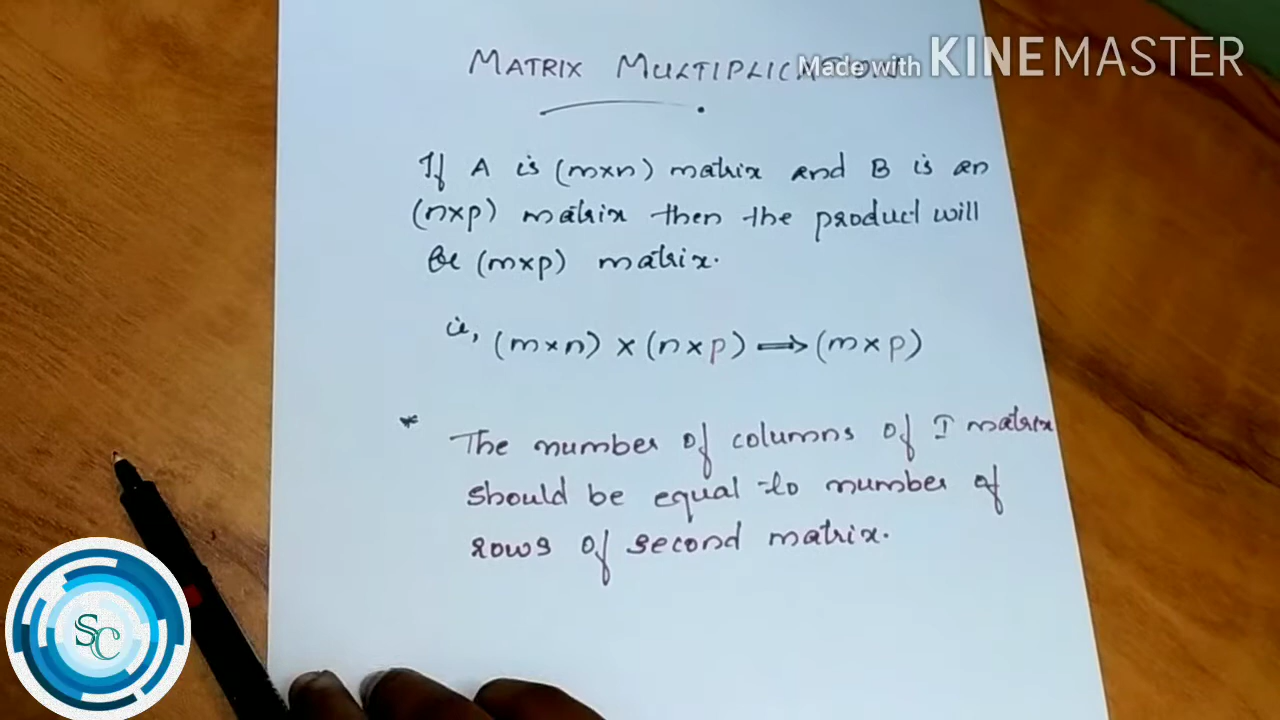 MATRIX MULTIPLICATION
Made with KINEMASTER
If A is (m×n) matrix and B is an
(n×p) matrix then the product will
be (m×p) matrix.
ie, (m×n) × (n×p) ⟹ (m×p)
* The number of columns of I matrix
should be equal to number of
rows of second matrix.
SC